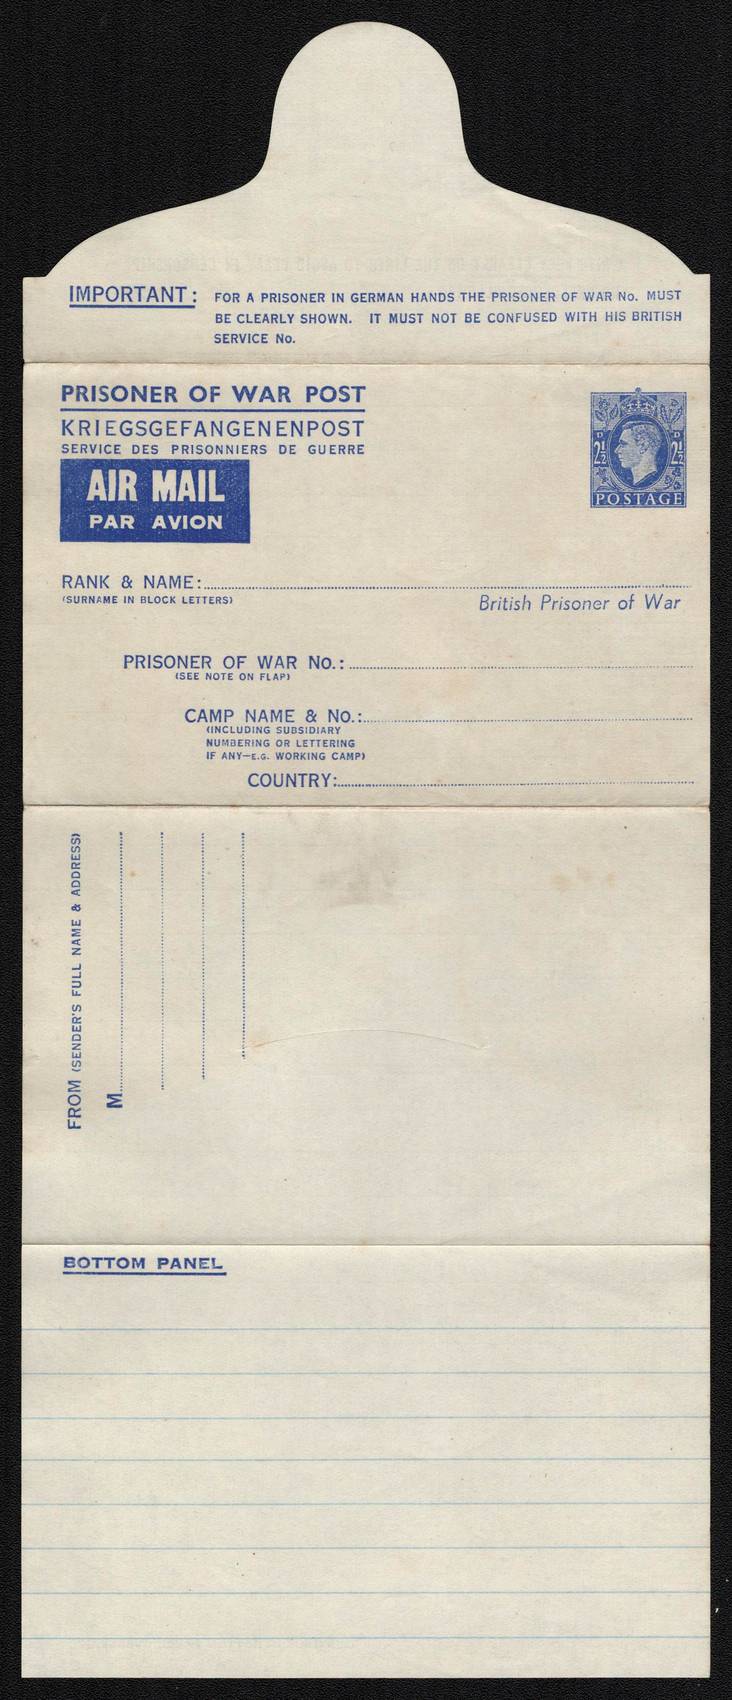 IMPORTANT: FOR A PRISONER IN GERMAN HANDS THE PRISONER OF WAR No. MUST
BE CLEARLY SHOWN. IT MUST NOT BE CONFUSED WITH HIS BRITISH
SERVICE No.
PRISONER OF WAR POST
KRIEGSGEFANGENENPOST
SERVICE DES PRISONNIERS DE GUERRE
AIR MAIL
PAR AVION
D D
2½ 2½
POSTAGE
RANK & NAME:
(SURNAME IN BLOCK LETTERS)
British Prisoner of War
PRISONER OF WAR No.:
(SEE NOTE ON FLAP)
CAMP NAME & No.:
(INCLUDING SUBSIDIARY
NUMBERING OR LETTERING
IF ANY—E.G. WORKING CAMP)
COUNTRY:
FROM (SENDER'S FULL NAME & ADDRESS)
M
BOTTOM PANEL